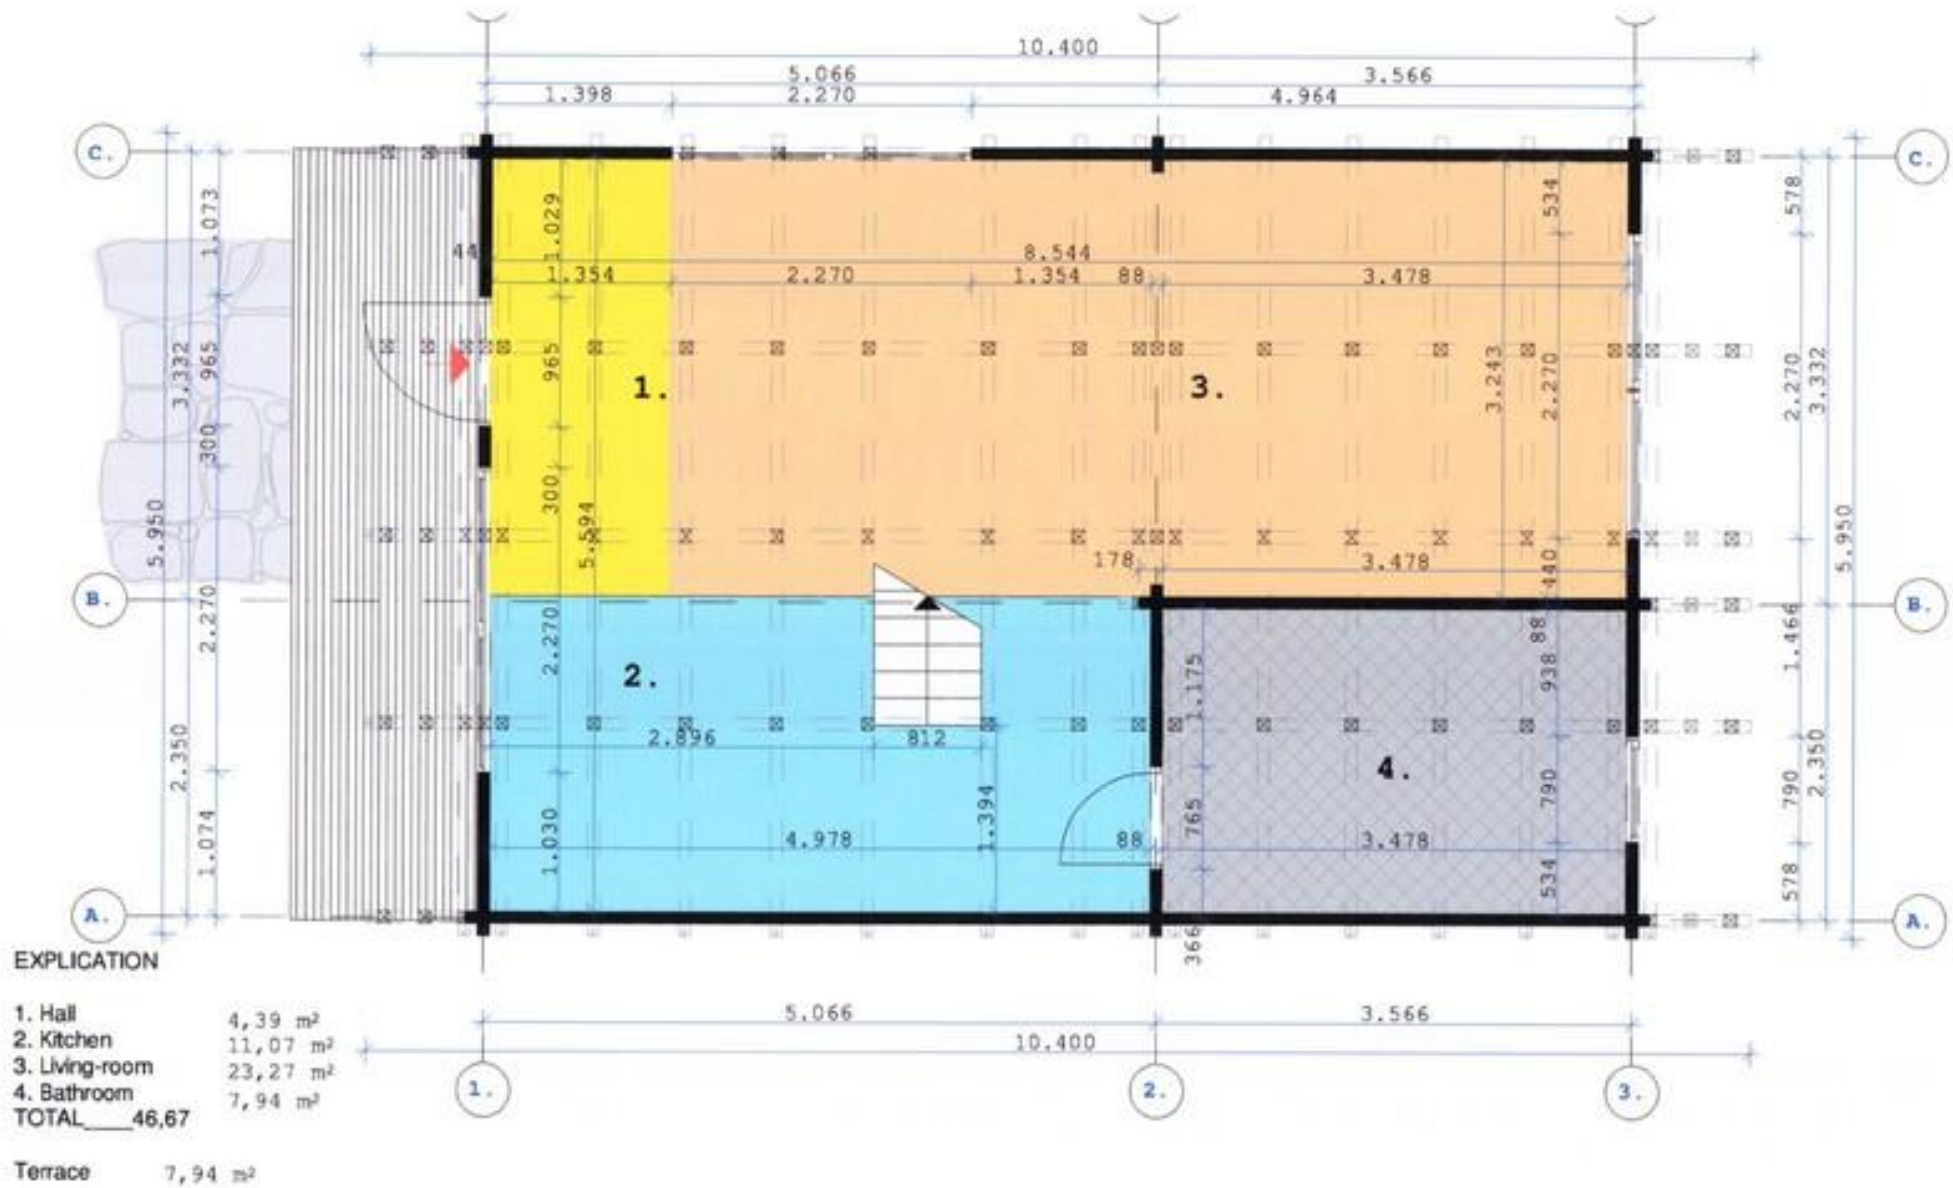 10.400
5.066 3.566
1.398 2.270 4.964
C. C.
1.073 1.029 534 578
44 8.544
1.354 2.270 1.354 88 3.478
3.332 965 965 3.243 2.270 2.270 3.332
1. 3.
300 300
5.950 5.594 5.950
178 3.478 440
B. B.
2.270 2.270 88 1.466
2. 1.175 938
2.896 812
2.350 4. 2.350
1.074 1.030 4.978 1.394 88 765 3.478 790 790
534 578
A. A.
366
EXPLICATION
5.066 3.566
10.400
1. Hall 4,39 m²
2. Kitchen 11,07 m²
3. Living-room 23,27 m²
4. Bathroom 7,94 m²
TOTAL____46,67
1. 2. 3.
Terrace 7,94 m²